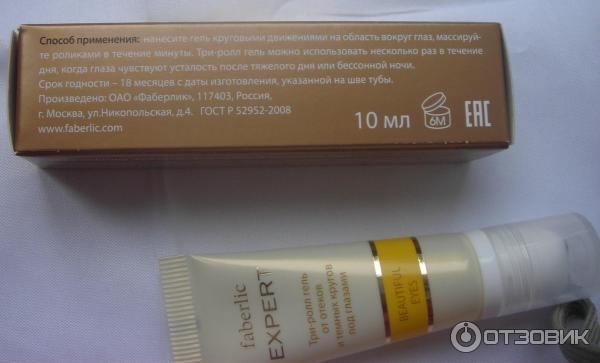 Способ применения: нанесите гель круговыми движениями на область вокруг глаз, массируй-
те роликами в течение минуты. Три-ролл гель можно использовать несколько раз в течение
дня, когда глаза чувствуют усталость после тяжелого дня или бессонной ночи.
Срок годности – 18 месяцев с даты изготовления, указанной на шве тубы.
Произведено: ОАО «Фаберлик», 117403, Россия,
г. Москва, ул.Никопольская, д.4. ГОСТ Р 52952-2008
www.faberlic.com
10 мл
6M
EAC
faberlic
EXPERT
Три-ролл гель
от отеков
и темных кругов
под глазами
BEAUTIFUL
EYES
ОТЗОВИК